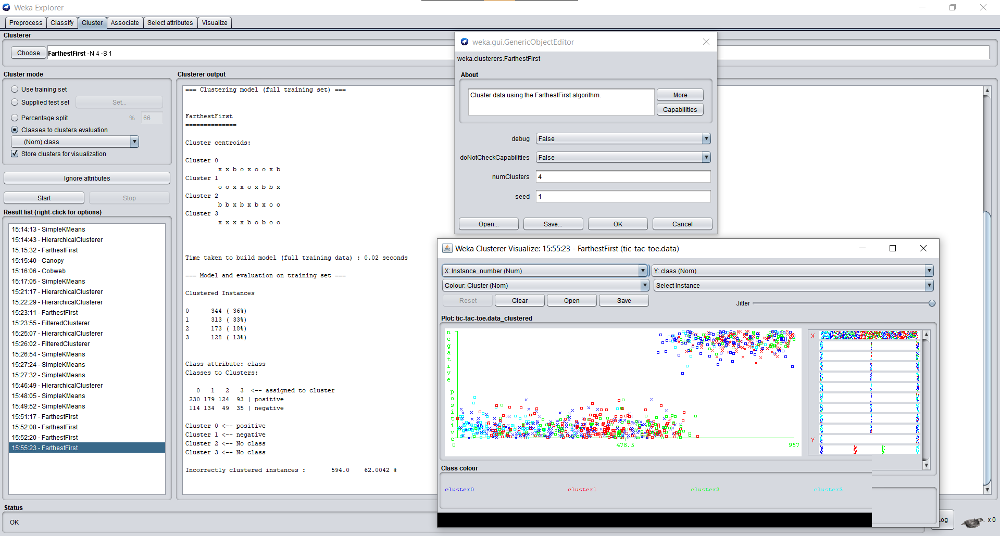 Weka Explorer
Preprocess Classify Cluster Associate Select attributes Visualize
Clusterer
Choose FarthestFirst -N 4 -S 1
Cluster mode
Use training set
Supplied test set Set...
Percentage split % 66
Classes to clusters evaluation
(Nom) class
Store clusters for visualization
Ignore attributes
Start Stop
Result list (right-click for options)
15:14:13 - SimpleKMeans
15:14:43 - HierarchicalClusterer
15:15:32 - FarthestFirst
15:15:40 - Canopy
15:16:06 - Cobweb
15:17:05 - SimpleKMeans
15:21:17 - HierarchicalClusterer
15:22:29 - HierarchicalClusterer
15:23:11 - FarthestFirst
15:23:55 - FilteredClusterer
15:25:07 - HierarchicalClusterer
15:26:02 - FilteredClusterer
15:26:54 - SimpleKMeans
15:27:24 - SimpleKMeans
15:27:32 - SimpleKMeans
15:46:49 - HierarchicalClusterer
15:48:05 - SimpleKMeans
15:49:52 - SimpleKMeans
15:51:17 - FarthestFirst
15:52:08 - FarthestFirst
15:52:20 - FarthestFirst
15:55:23 - FarthestFirst
Clusterer output
=== Clustering model (full training set) ===
FarthestFirst
==============
Cluster centroids:
Cluster 0
x x b o x o o x b
Cluster 1
o o x x o x b b x
Cluster 2
b b x b x b x o o
Cluster 3
x x x x b o b o o
Time taken to build model (full training data) : 0.02 seconds
=== Model and evaluation on training set ===
Clustered Instances
0 344 ( 36%)
1 313 ( 33%)
2 173 ( 18%)
3 128 ( 13%)
Class attribute: class
Classes to Clusters:
0 1 2 3 <-- assigned to cluster
230 179 124 93 | positive
114 134 49 35 | negative
Cluster 0 <-- positive
Cluster 1 <-- negative
Cluster 2 <-- No class
Cluster 3 <-- No class
Incorrectly clustered instances : 594.0 62.0042 %
weka.gui.GenericObjectEditor
weka.clusterers.FarthestFirst
About
Cluster data using the FarthestFirst algorithm.
More
Capabilities
debug False
doNotCheckCapabilities False
numClusters 4
seed 1
Open... Save... OK Cancel
Weka Clusterer Visualize: 15:55:23 - FarthestFirst (tic-tac-toe.data)
X: Instance_number (Num) Y: class (Nom)
Colour: Cluster (Nom) Select Instance
Reset Clear Open Save Jitter
Plot: tic-tac-toe.data_clustered
negative
positive
0 478.5 957
X
Y
Class colour
cluster0 cluster1 cluster2 cluster3
Status
OK
og x 0